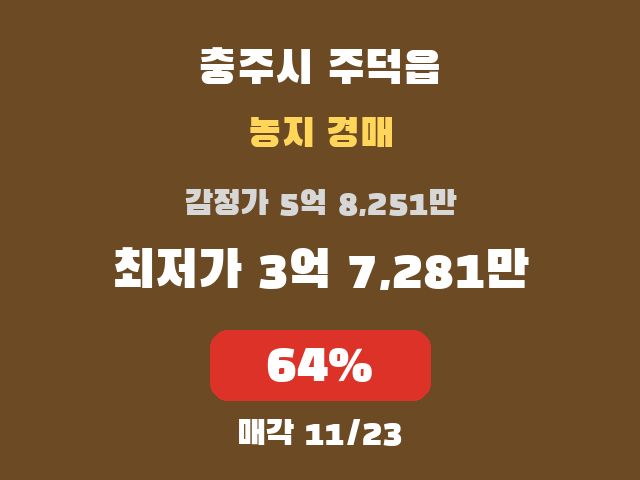 충주시 주덕읍
농지 경매
감정가 5억 8,251만
최저가 3억 7,281만
64%
매각 11/23